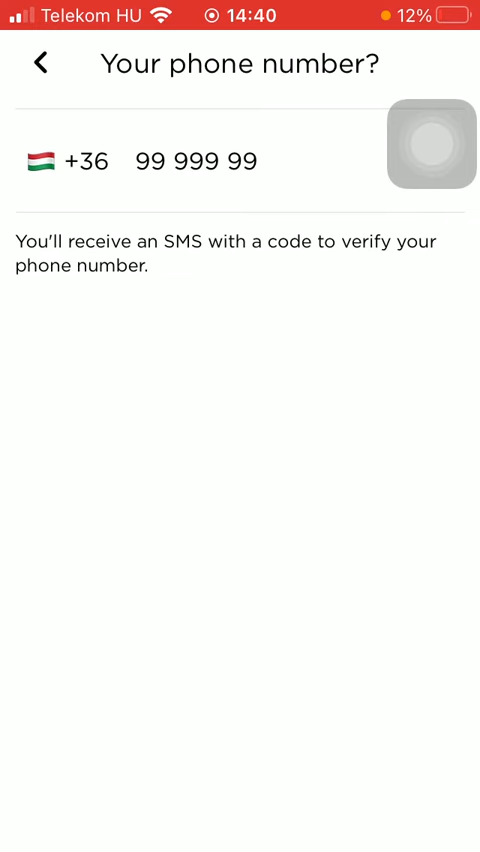 Telekom HU 14:40 12%
Your phone number?
+36 99 999 99
You'll receive an SMS with a code to verify your
phone number.